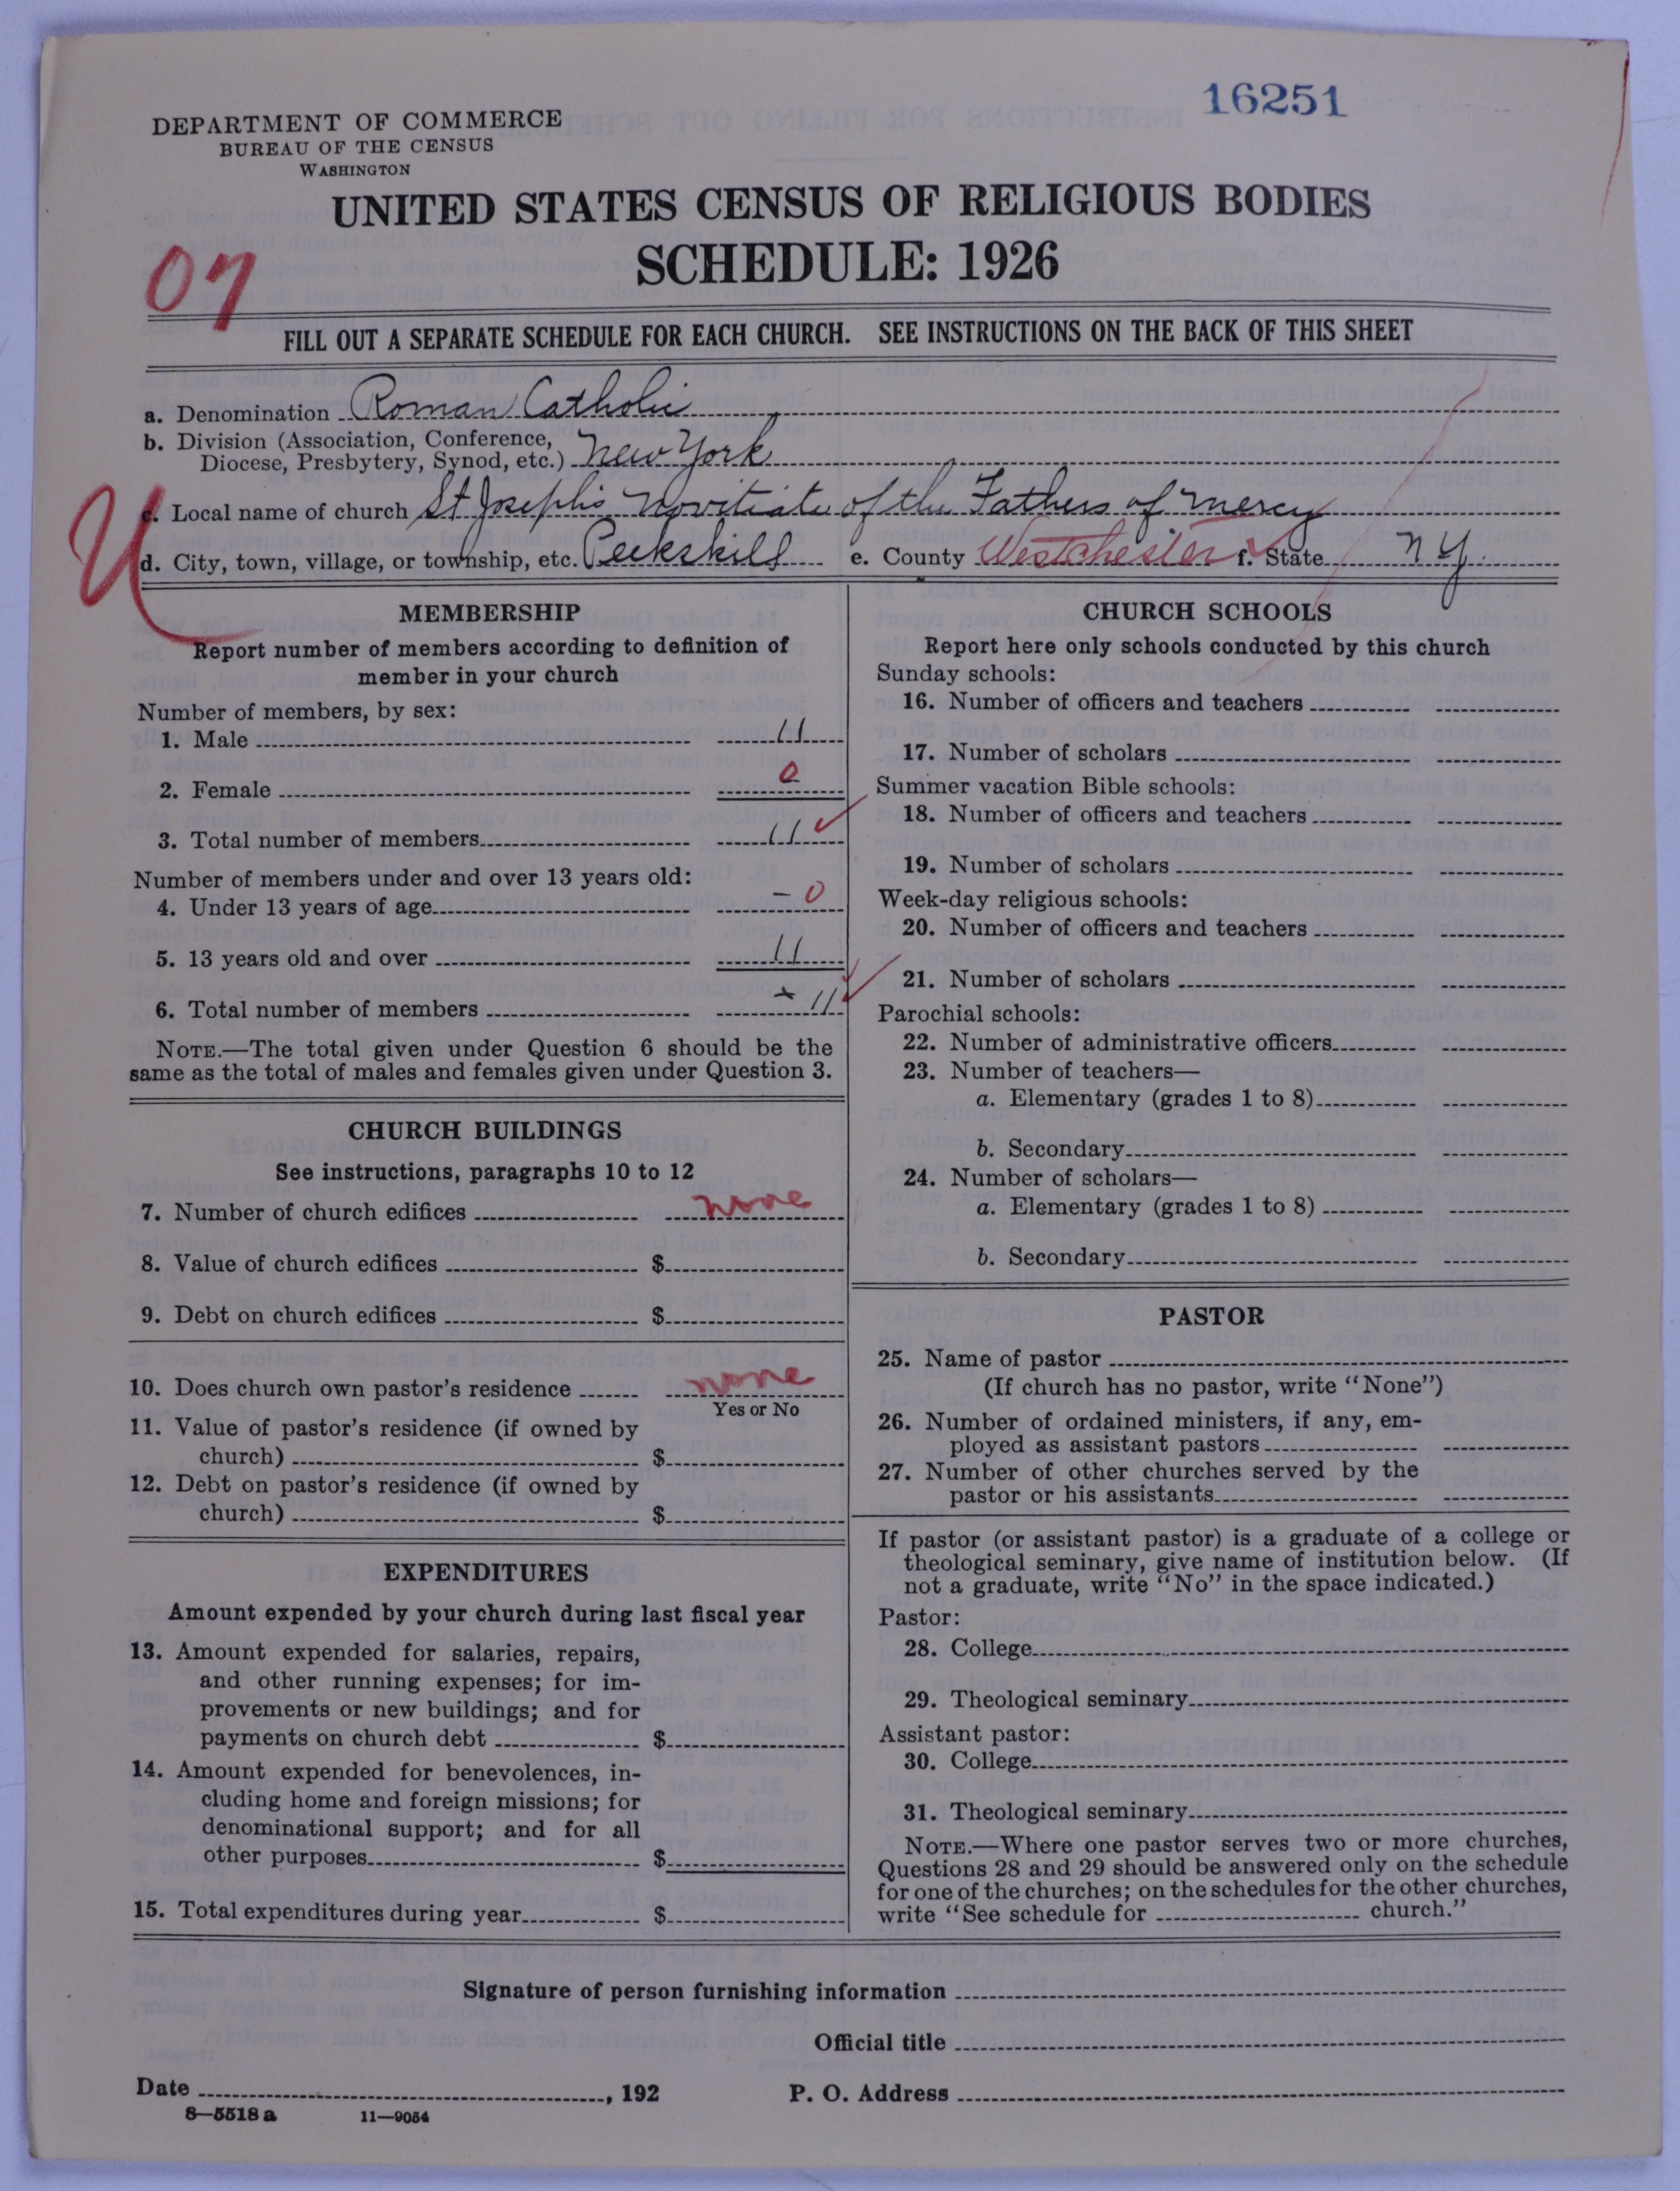 16251
DEPARTMENT OF COMMERCE
BUREAU OF THE CENSUS
WASHINGTON
UNITED STATES CENSUS OF RELIGIOUS BODIES
SCHEDULE: 1926
07
FILL OUT A SEPARATE SCHEDULE FOR EACH CHURCH. SEE INSTRUCTIONS ON THE BACK OF THIS SHEET
a. Denomination Roman Catholic
b. Division (Association, Conference,
Diocese, Presbytery, Synod, etc.) New York
U
c. Local name of church St Joseph's Novitiate of the Fathers of Mercy
d. City, town, village, or township, etc. Peekskill e. County Westchester f. State N Y.
MEMBERSHIP
Report number of members according to definition of
member in your church
Number of members, by sex:
1. Male 11
2. Female 0
3. Total number of members 11
Number of members under and over 13 years old:
4. Under 13 years of age - 0
5. 13 years old and over 11
6. Total number of members 11
NOTE.—The total given under Question 6 should be the
same as the total of males and females given under Question 3.
CHURCH BUILDINGS
See instructions, paragraphs 10 to 12
7. Number of church edifices none
8. Value of church edifices $
9. Debt on church edifices $
10. Does church own pastor's residence none
Yes or No
11. Value of pastor's residence (if owned by
church) $
12. Debt on pastor's residence (if owned by
church) $
EXPENDITURES
Amount expended by your church during last fiscal year
13. Amount expended for salaries, repairs,
and other running expenses; for im-
provements or new buildings; and for
payments on church debt $
14. Amount expended for benevolences, in-
cluding home and foreign missions; for
denominational support; and for all
other purposes $
15. Total expenditures during year $
CHURCH SCHOOLS
Report here only schools conducted by this church
Sunday schools:
16. Number of officers and teachers
17. Number of scholars
Summer vacation Bible schools:
18. Number of officers and teachers
19. Number of scholars
Week-day religious schools:
20. Number of officers and teachers
21. Number of scholars
Parochial schools:
22. Number of administrative officers
23. Number of teachers—
a. Elementary (grades 1 to 8)
b. Secondary
24. Number of scholars—
a. Elementary (grades 1 to 8)
b. Secondary
PASTOR
25. Name of pastor
(If church has no pastor, write "None")
26. Number of ordained ministers, if any, em-
ployed as assistant pastors
27. Number of other churches served by the
pastor or his assistants
If pastor (or assistant pastor) is a graduate of a college or
theological seminary, give name of institution below. (If
not a graduate, write "No" in the space indicated.)
Pastor:
28. College
29. Theological seminary
Assistant pastor:
30. College
31. Theological seminary
NOTE.—Where one pastor serves two or more churches,
Questions 28 and 29 should be answered only on the schedule
for one of the churches; on the schedules for the other churches,
write "See schedule for church."
Signature of person furnishing information
Official title
Date , 192 P. O. Address
8—5518 a 11—9054